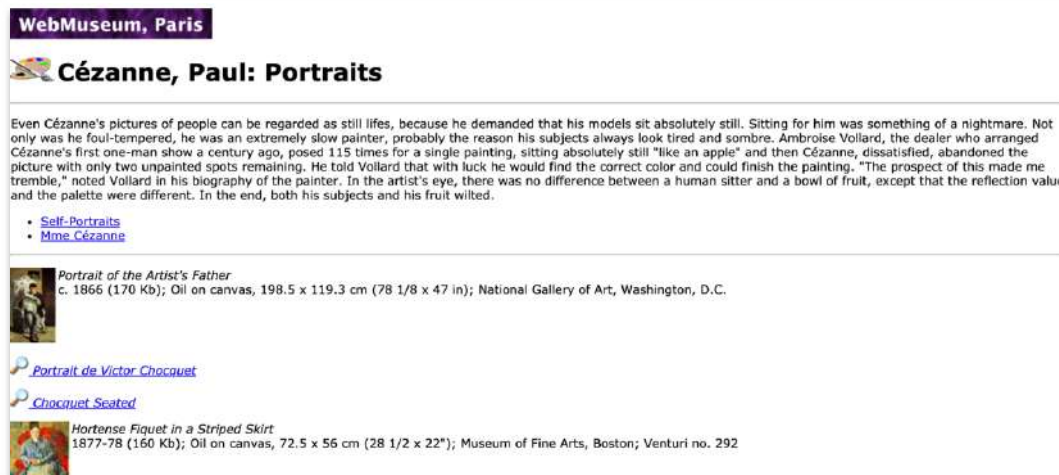 WebMuseum, Paris
Cézanne, Paul: Portraits
Even Cézanne's pictures of people can be regarded as still lifes, because he demanded that his models sit absolutely still. Sitting for him was something of a nightmare. Not
only was he foul-tempered, he was an extremely slow painter, probably the reason his subjects always look tired and sombre. Ambroise Vollard, the dealer who arranged
Cézanne's first one-man show a century ago, posed 115 times for a single painting, sitting absolutely still "like an apple" and then Cézanne, dissatisfied, abandoned the
picture with only two unpainted spots remaining. He told Vollard that with luck he would find the correct color and could finish the painting. "The prospect of this made me
tremble," noted Vollard in his biography of the painter. In the artist's eye, there was no difference between a human sitter and a bowl of fruit, except that the reflection valu
and the palette were different. In the end, both his subjects and his fruit wilted.
Self-Portraits
Mme Cézanne
Portrait of the Artist's Father
c. 1866 (170 Kb); Oil on canvas, 198.5 x 119.3 cm (78 1/8 x 47 in); National Gallery of Art, Washington, D.C.
Portrait de Victor Chocquet
Chocquet Seated
Hortense Fiquet in a Striped Skirt
1877-78 (160 Kb); Oil on canvas, 72.5 x 56 cm (28 1/2 x 22"); Museum of Fine Arts, Boston; Venturi no. 292